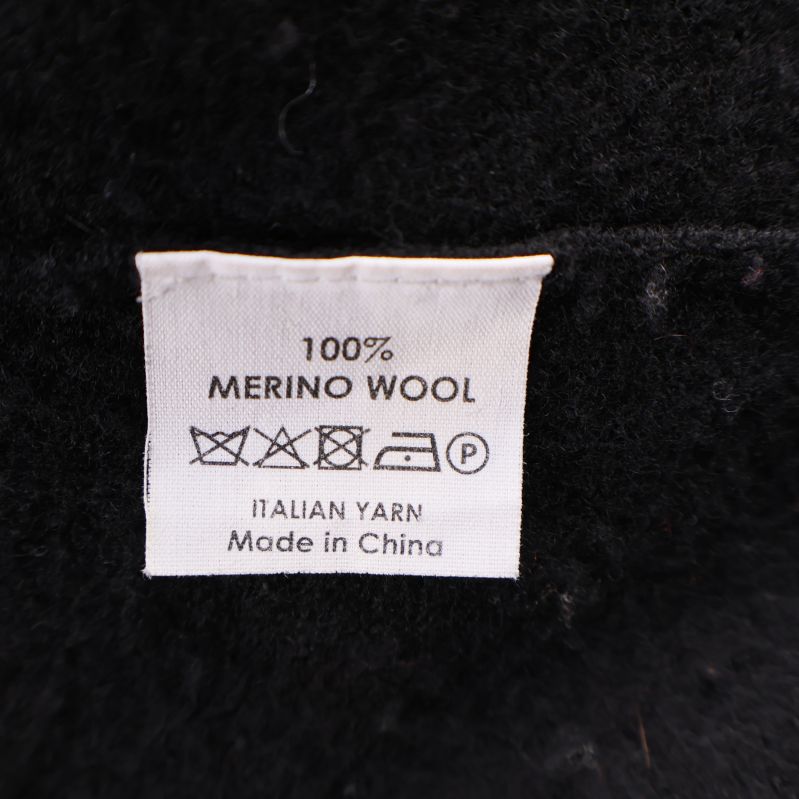 100%
MERINO WOOL
P
ITALIAN YARN
Made in China